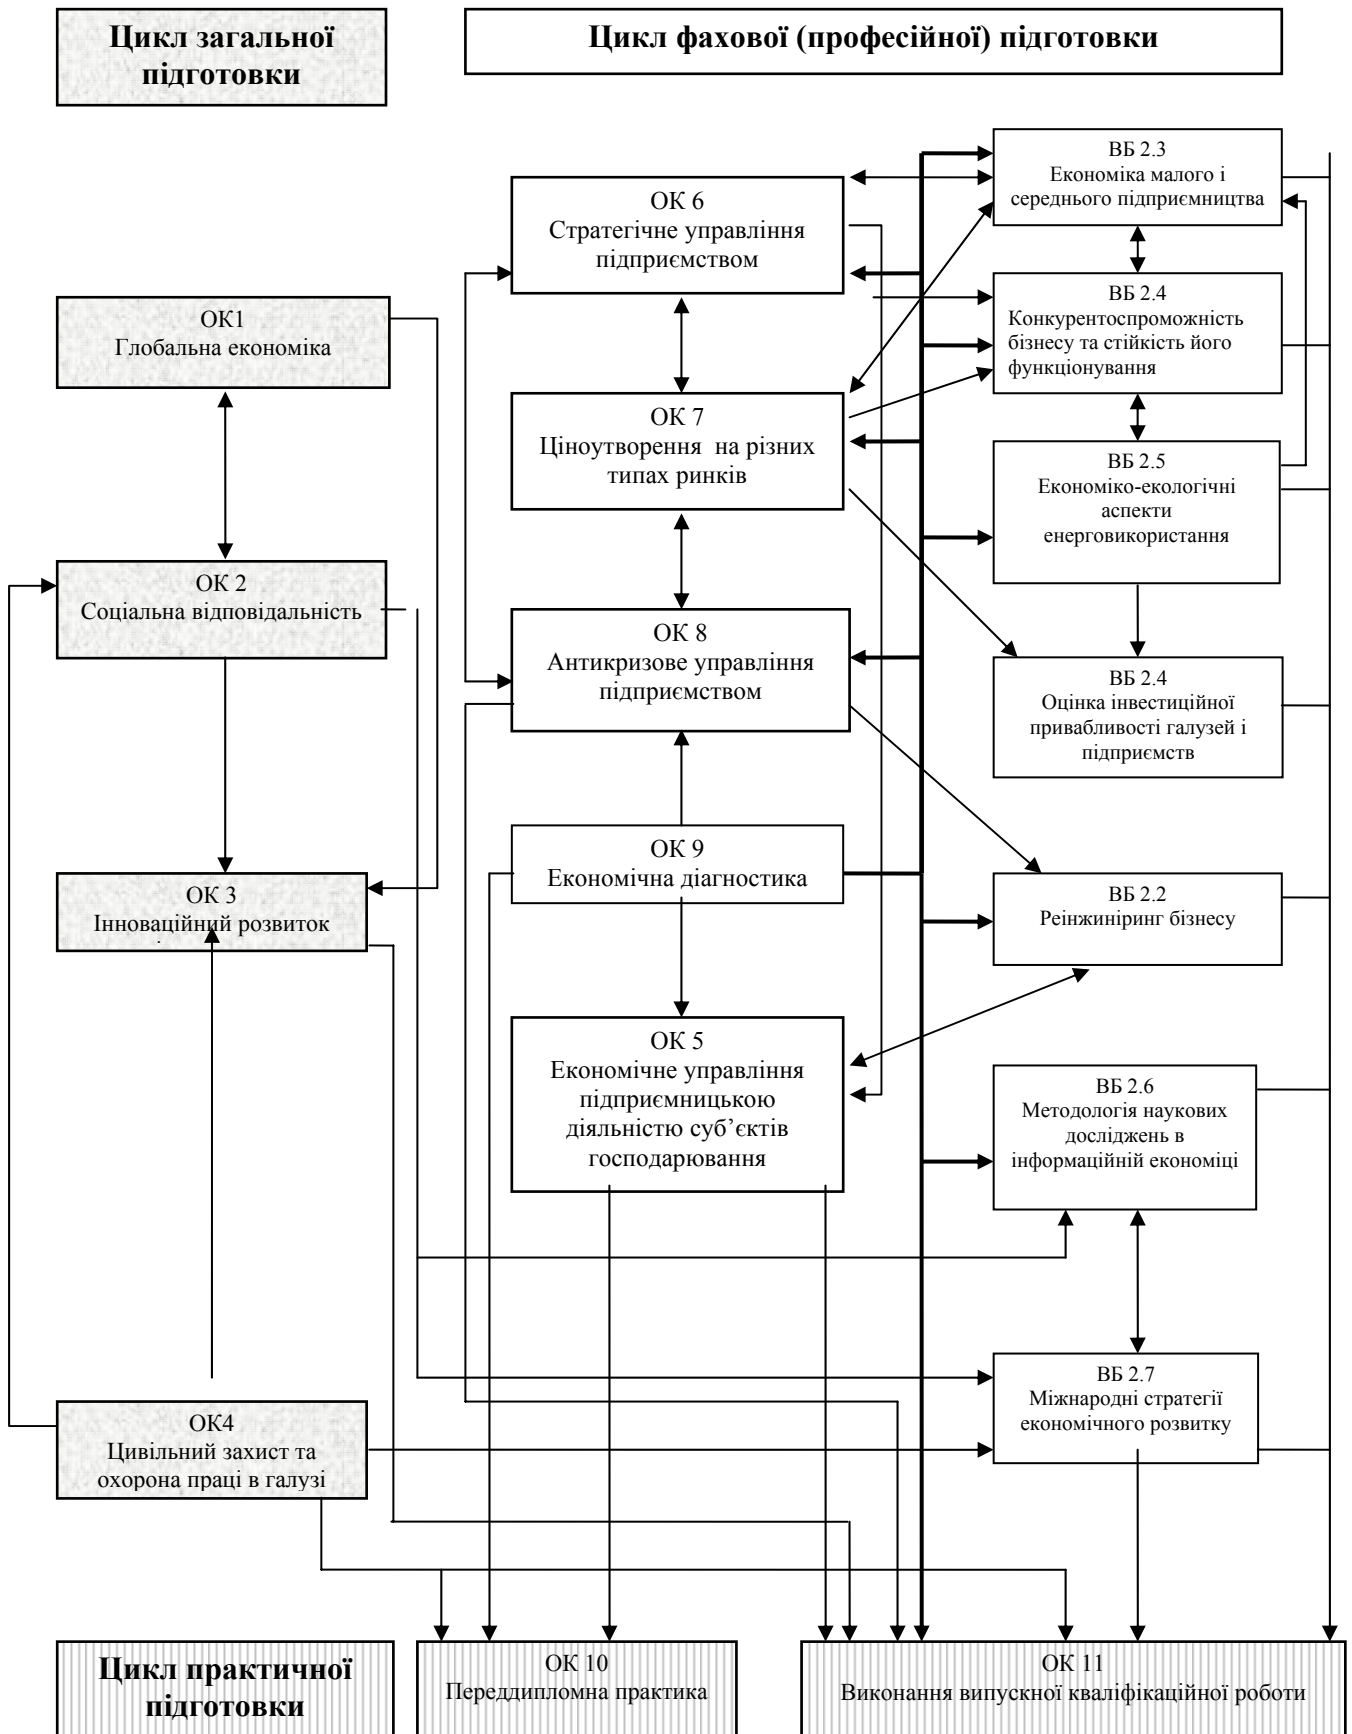 Цикл загальної
підготовки
Цикл фахової (професійної) підготовки
ВБ 2.3
Економіка малого і
середнього підприємництва
ОК 6
Стратегічне управління
підприємством
ВБ 2.4
Конкурентоспроможність
бізнесу та стійкість його
функціонування
ОК1
Глобальна економіка
ОК 7
Ціноутворення на різних
типах ринків
ВБ 2.5
Економіко-екологічні
аспекти
енерговикористання
ОК 2
Соціальна відповідальність
ОК 8
Антикризове управління
підприємством
ВБ 2.4
Оцінка інвестиційної
привабливості галузей і
підприємств
ОК 9
Економічна діагностика
ОК 3
Інноваційний розвиток
ВБ 2.2
Реінжиніринг бізнесу
ОК 5
Економічне управління
підприємницькою
діяльністю суб’єктів
господарювання
ВБ 2.6
Методологія наукових
досліджень в
інформаційній економіці
ВБ 2.7
Міжнародні стратегії
економічного розвитку
ОК4
Цивільний захист та
охорона праці в галузі
Цикл практичної
підготовки
ОК 10
Переддипломна практика
ОК 11
Виконання випускної кваліфікаційної роботи